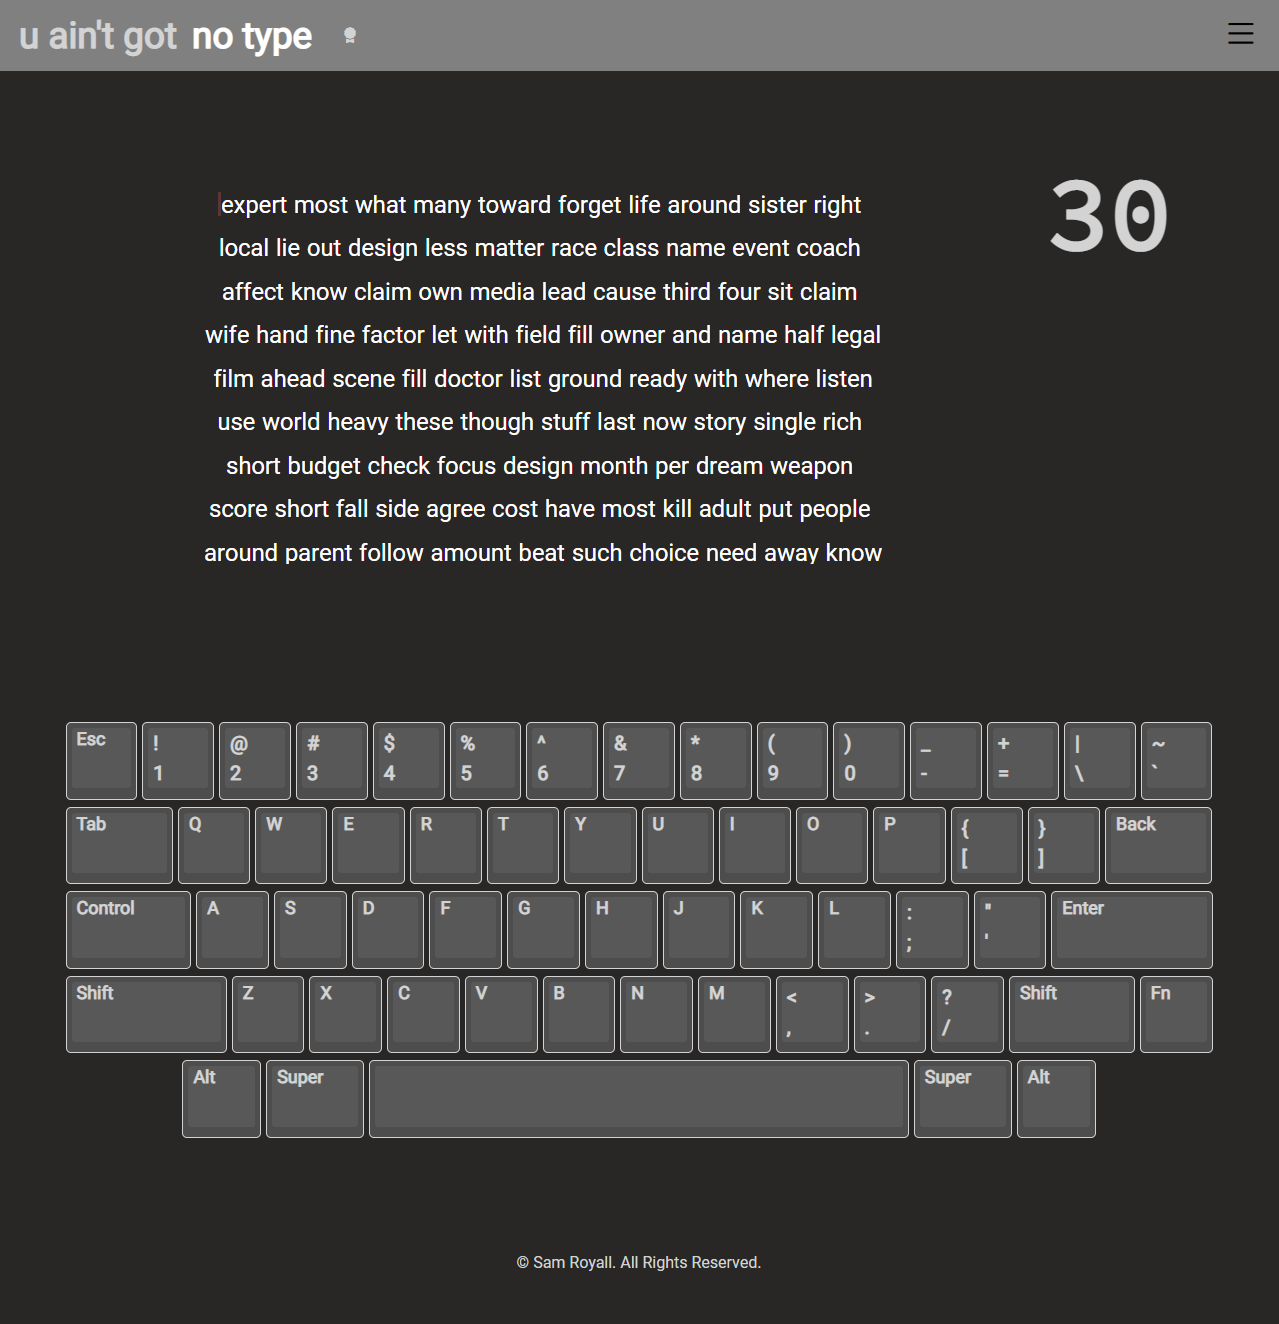 u ain't got no type
30
expert most what many toward forget life around sister right
local lie out design less matter race class name event coach
affect know claim own media lead cause third four sit claim
wife hand fine factor let with field fill owner and name half legal
film ahead scene fill doctor list ground ready with where listen
use world heavy these though stuff last now story single rich
short budget check focus design month per dream weapon
score short fall side agree cost have most kill adult put people
around parent follow amount beat such choice need away know
Esc ! @ # $ % ^ & * ( ) _ + | ~
1 2 3 4 5 6 7 8 9 0 - = \ `
Tab Q W E R T Y U I O P { } Back
[ ]
Control A S D F G H J K L : " Enter
; '
Shift Z X C V B N M < > ? Shift Fn
, . /
Alt Super Super Alt
© Sam Royall. All Rights Reserved.